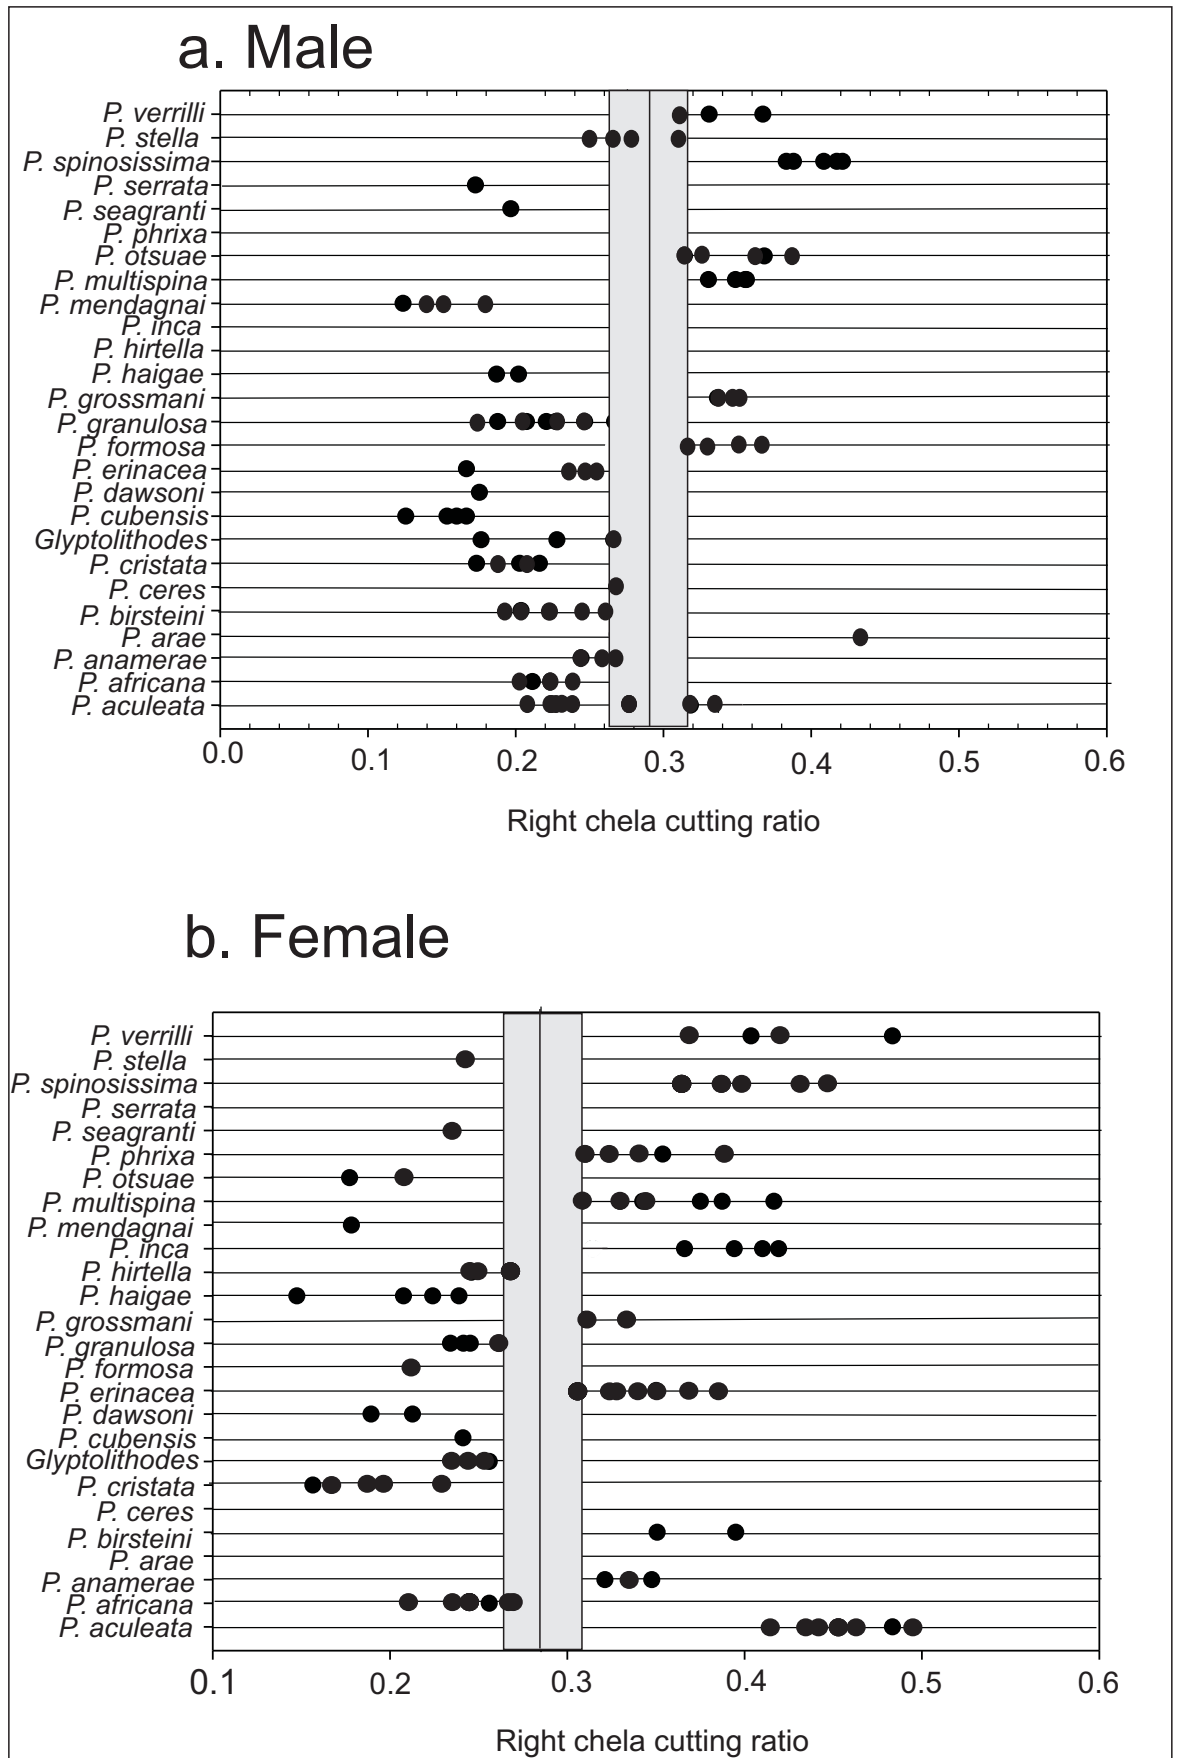 a. Male
P. verrilli
P. stella
P. spinosissima
P. serrata
P. seagranti
P. phrixa
P. otsuae
P. multispina
P. mendagnai
P. inca
P. hirtella
P. haigae
P. grossmani
P. granulosa
P. formosa
P. erinacea
P. dawsoni
P. cubensis
Glyptolithodes
P. cristata
P. ceres
P. birsteini
P. arae
P. anamerae
P. africana
P. aculeata
0.0 0.1 0.2 0.3 0.4 0.5 0.6
Right chela cutting ratio
b. Female
P. verrilli
P. stella
P. spinosissima
P. serrata
P. seagranti
P. phrixa
P. otsuae
P. multispina
P. mendagnai
P. inca
P. hirtella
P. haigae
P. grossmani
P. granulosa
P. formosa
P. erinacea
P. dawsoni
P. cubensis
Glyptolithodes
P. cristata
P. ceres
P. birsteini
P. arae
P. anamerae
P. africana
P. aculeata
0.1 0.2 0.3 0.4 0.5 0.6
Right chela cutting ratio